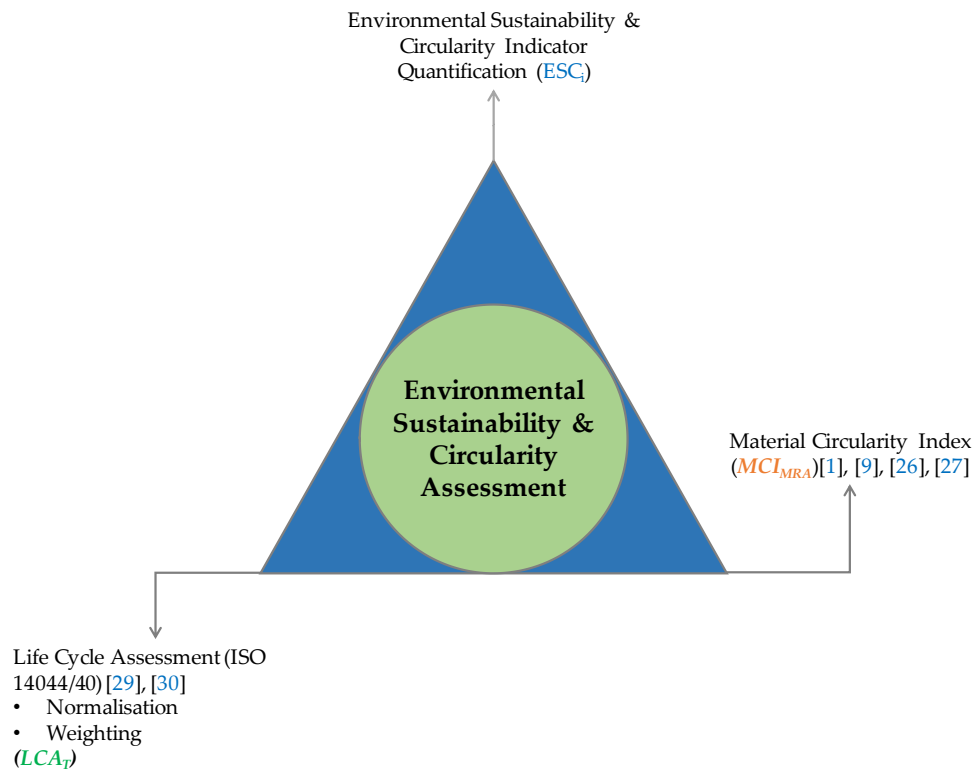 Environmental Sustainability &
Circularity Indicator
Quantification (ESCi)
Environmental
Sustainability &
Circularity
Assessment
Material Circularity Index
(MCIMRA)[1], [9], [26], [27]
Life Cycle Assessment (ISO
14044/40) [29], [30]
• Normalisation
• Weighting
(LCAT)